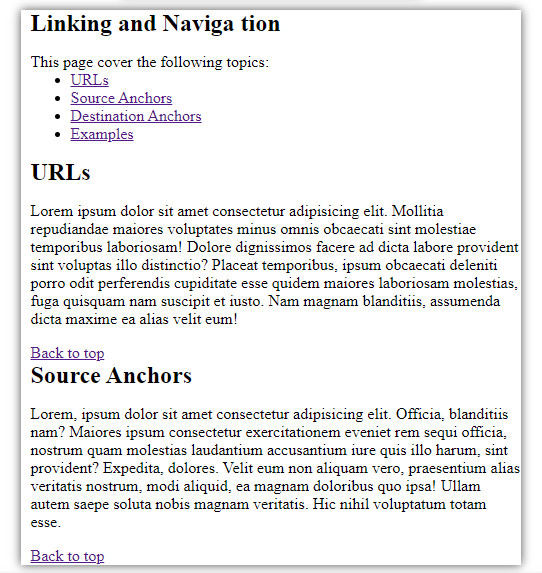 Linking and Naviga tion
This page cover the following topics:
URLs
Source Anchors
Destination Anchors
Examples
URLs
Lorem ipsum dolor sit amet consectetur adipisicing elit. Mollitia
repudiandae maiores voluptates minus omnis obcaecati sint molestiae
temporibus laboriosam! Dolore dignissimos facere ad dicta labore provident
sint voluptas illo distinctio? Placeat temporibus, ipsum obcaecati deleniti
porro odit perferendis cupiditate esse quidem maiores laboriosam molestias,
fuga quisquam nam suscipit et iusto. Nam magnam blanditiis, assumenda
dicta maxime ea alias velit eum!
Back to top
Source Anchors
Lorem, ipsum dolor sit amet consectetur adipisicing elit. Officia, blanditiis
nam? Maiores ipsum consectetur exercitationem eveniet rem sequi officia,
nostrum quam molestias laudantium accusantium iure quis illo harum, sint
provident? Expedita, dolores. Velit eum non aliquam vero, praesentium alias
veritatis nostrum, modi aliquid, ea magnam doloribus quo ipsa! Ullam
autem saepe soluta nobis magnam veritatis. Hic nihil voluptatum totam
esse.
Back to top